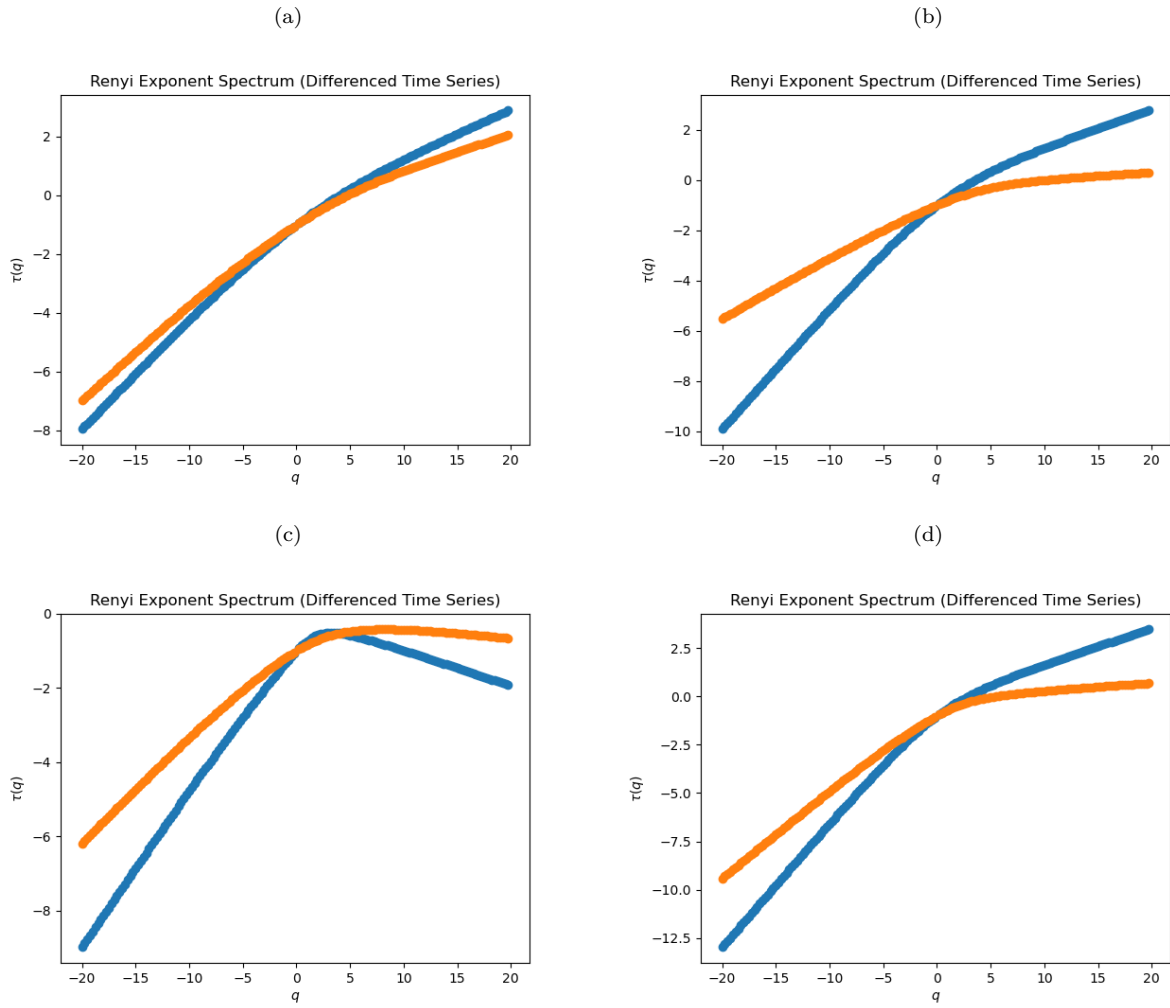 (a)
(b)
Renyi Exponent Spectrum (Differenced Time Series)
2
0
−2
−4
−6
−8
τ(q)
−20 −15 −10 −5 0 5 10 15 20
q
Renyi Exponent Spectrum (Differenced Time Series)
2
0
−2
−4
−6
−8
−10
τ(q)
−20 −15 −10 −5 0 5 10 15 20
q
(c)
(d)
Renyi Exponent Spectrum (Differenced Time Series)
0
−2
−4
−6
−8
τ(q)
−20 −15 −10 −5 0 5 10 15 20
q
Renyi Exponent Spectrum (Differenced Time Series)
2.5
0.0
−2.5
−5.0
−7.5
−10.0
−12.5
τ(q)
−20 −15 −10 −5 0 5 10 15 20
q